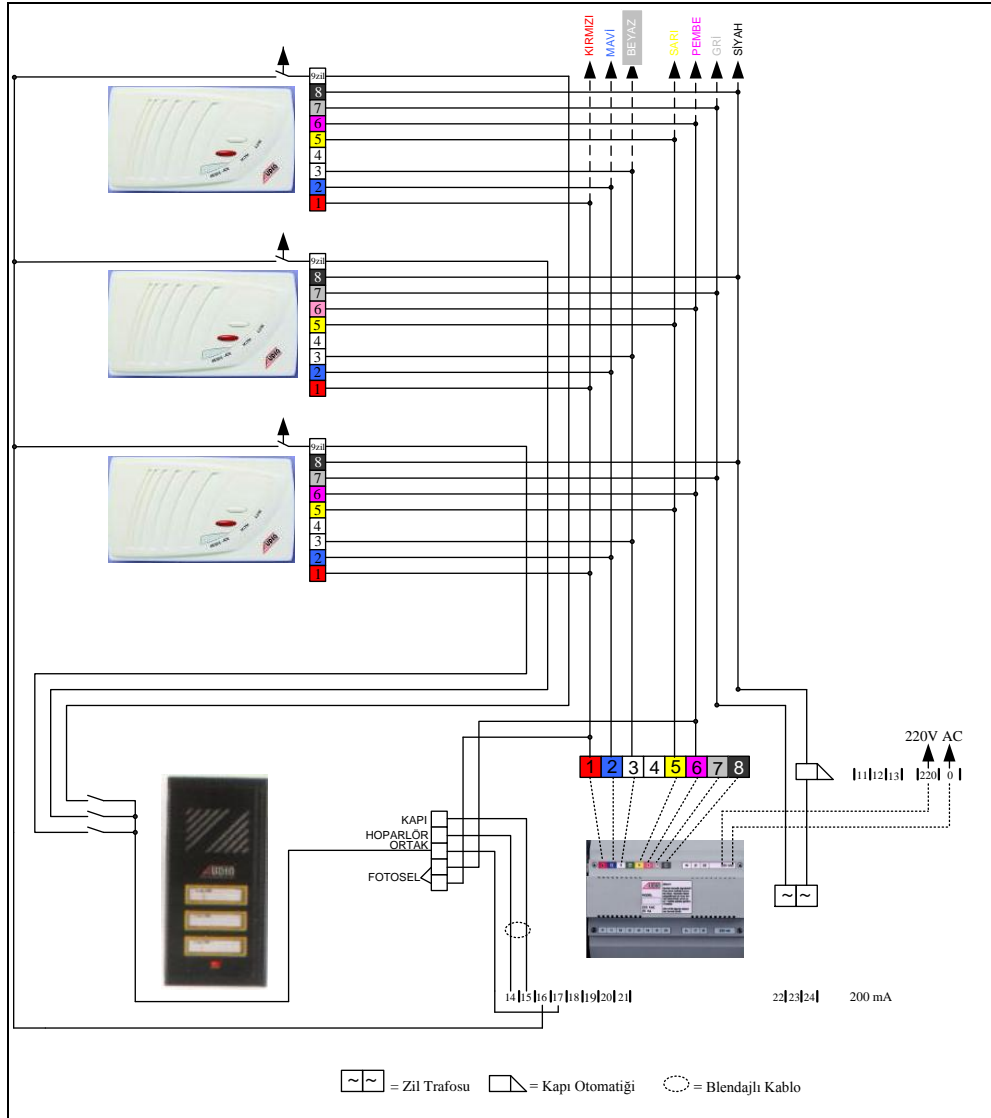 KIRMIZI
MAVİ
BEYAZ
SARI
PEMBE
GRİ
SİYAH
9zil
8
7
6
5
4
3
2
1
9zil
8
7
6
5
4
3
2
1
9zil
8
7
6
5
4
3
2
1
220V AC
1 2 3 4 5 6 7 8
11 12 13 220 0
KAPI
HOPARLÖR
ORTAK
FOTOSEL
~ ~
14 15 16 17 18 19 20 21
22 23 24
200 mA
~ ~ = Zil Trafosu
= Kapı Otomatiği
= Blendajlı Kablo